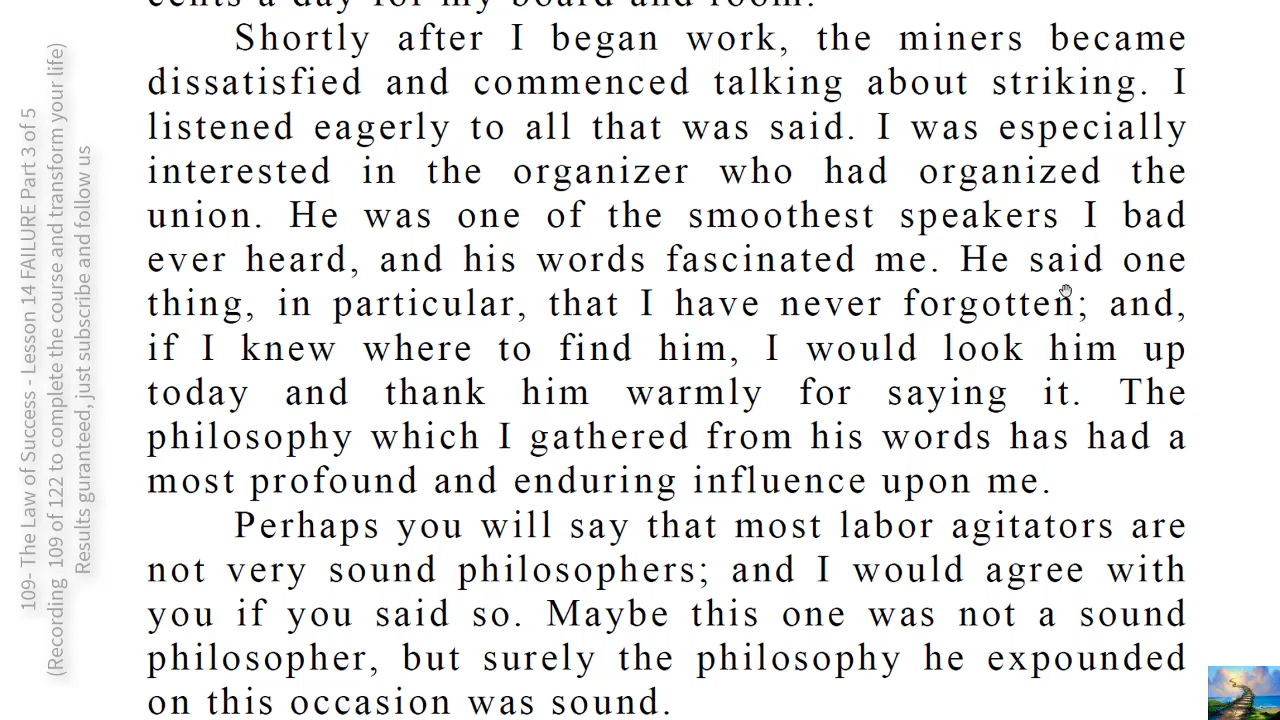 cents a day for my board and room.
Shortly after I began work, the miners became
dissatisfied and commenced talking about striking. I
listened eagerly to all that was said. I was especially
interested in the organizer who had organized the
union. He was one of the smoothest speakers I bad
ever heard, and his words fascinated me. He said one
thing, in particular, that I have never forgotten; and,
if I knew where to find him, I would look him up
today and thank him warmly for saying it. The
philosophy which I gathered from his words has had a
most profound and enduring influence upon me.
Perhaps you will say that most labor agitators are
not very sound philosophers; and I would agree with
you if you said so. Maybe this one was not a sound
philosopher, but surely the philosophy he expounded
on this occasion was sound.
109- The Law of Success - Lesson 14 FAILURE Part 3 of 5
(Recording 109 of 122 to complete the course and transform your life)
Results guranteed, just subscribe and follow us